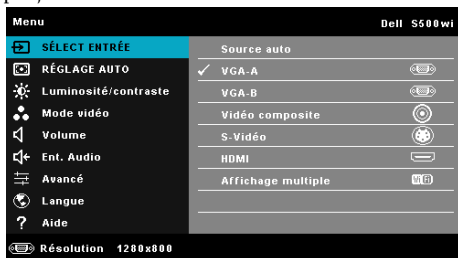 Menu
Dell S500wi
SÉLECT ENTRÉE
RÉGLAGE AUTO
Luminosité/contraste
Mode vidéo
Volume
Ent. Audio
Avancé
Langue
Aide
Source auto
VGA-A
VGA-B
Vidéo composite
S-Vidéo
HDMI
Affichage multiple
WiFi
Résolution 1280x800